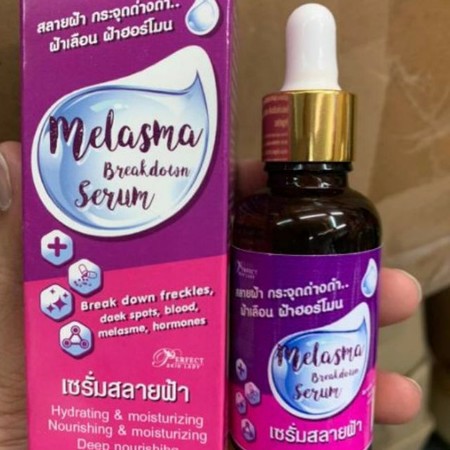 สลายฝ้า กระจุดด่างดำ..
ฝ้าเลือน ฝ้าฮอร์โมน
Melasma
Breakdown
Serum
Break down freckles,
daek spots, blood,
melasme, hormones
PERFECT
SKIN LADY
เซรั่มสลายฝ้า
Hydrating & moisturizing
Nourishing & moisturizing
Deep nourishing
สลายฝ้า กระจุดด่างดำ..
ฝ้าเลือน ฝ้าฮอร์โมน
Melasma
Breakdown
Serum
เซรั่มสลายฝ้า